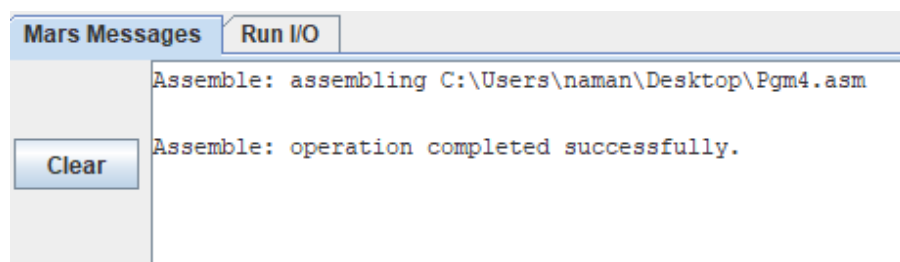 Mars Messages Run I/O
Assemble: assembling C:\Users\naman\Desktop\Pgm4.asm
Assemble: operation completed successfully.
Clear